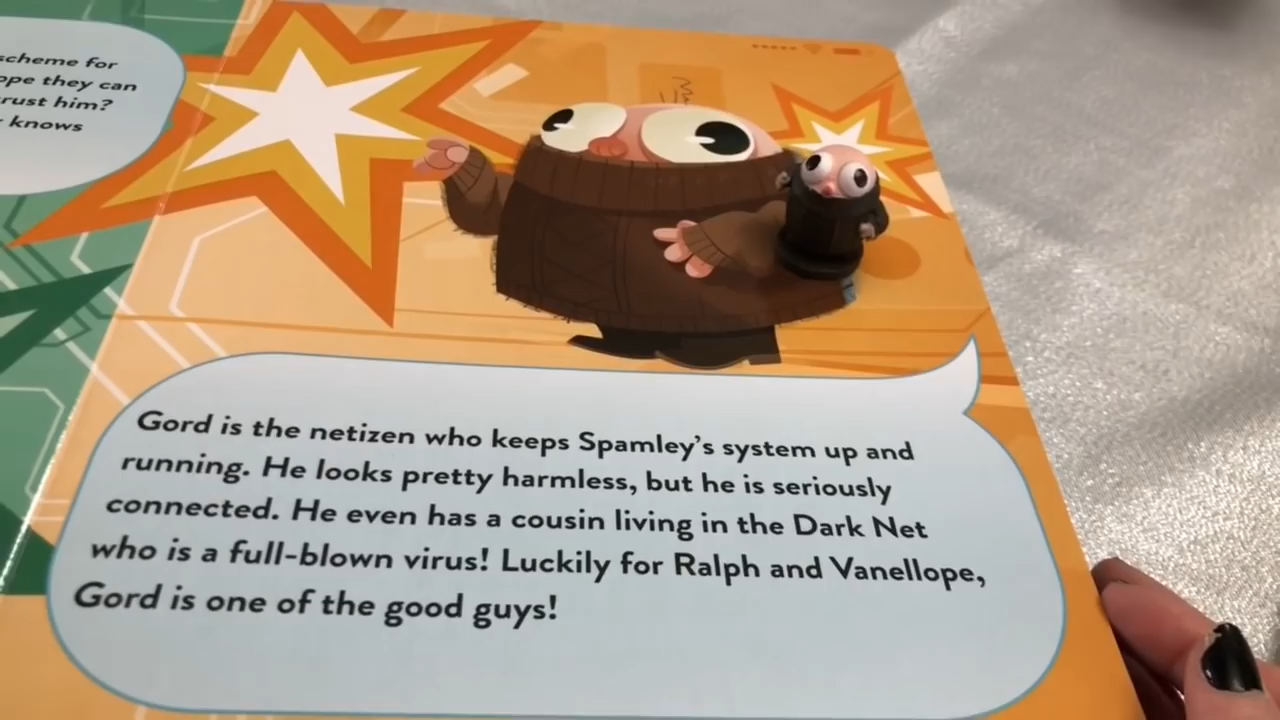 scheme for
they can
trust him?
knows
Gord is the netizen who keeps Spamley's system up and
running. He looks pretty harmless, but he is seriously
connected. He even has a cousin living in the Dark Net
who is a full-blown virus! Luckily for Ralph and Vanellope,
Gord is one of the good guys!